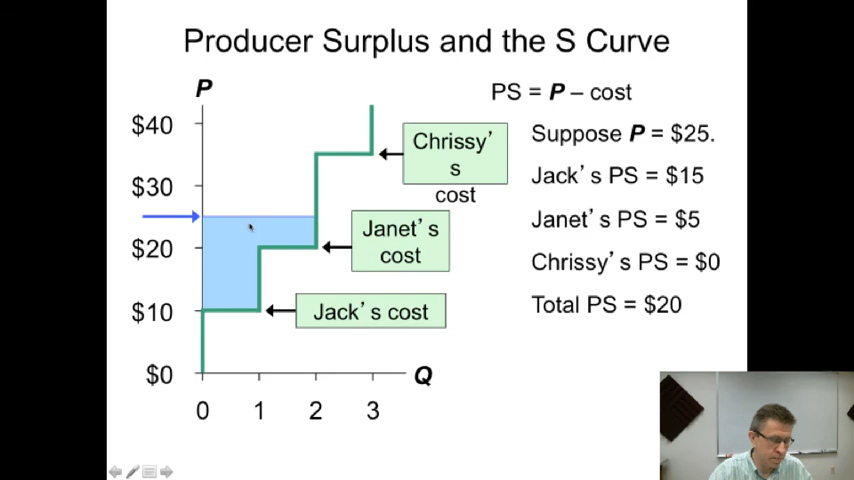 Producer Surplus and the S Curve
P
$40
$30
$20
$10
$0
0 1 2 3
Q
Chrissy’
s
cost
Janet’s
cost
Jack’s cost
PS = P – cost
Suppose P = $25.
Jack’s PS = $15
Janet’s PS = $5
Chrissy’s PS = $0
Total PS = $20